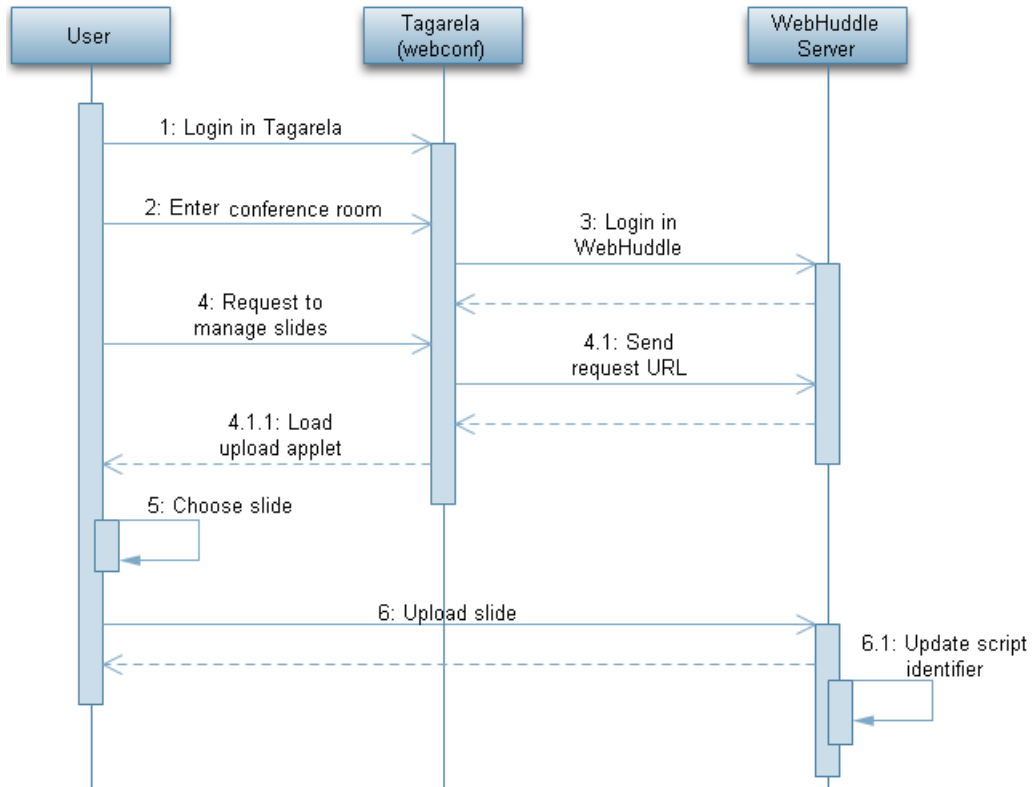 User
Tagarela
(webconf)
WebHuddle
Server
1: Login in Tagarela
2: Enter conference room
3: Login in
WebHuddle
4: Request to
manage slides
4.1: Send
request URL
4.1.1: Load
upload applet
5: Choose slide
6: Upload slide
6.1: Update script
identifier